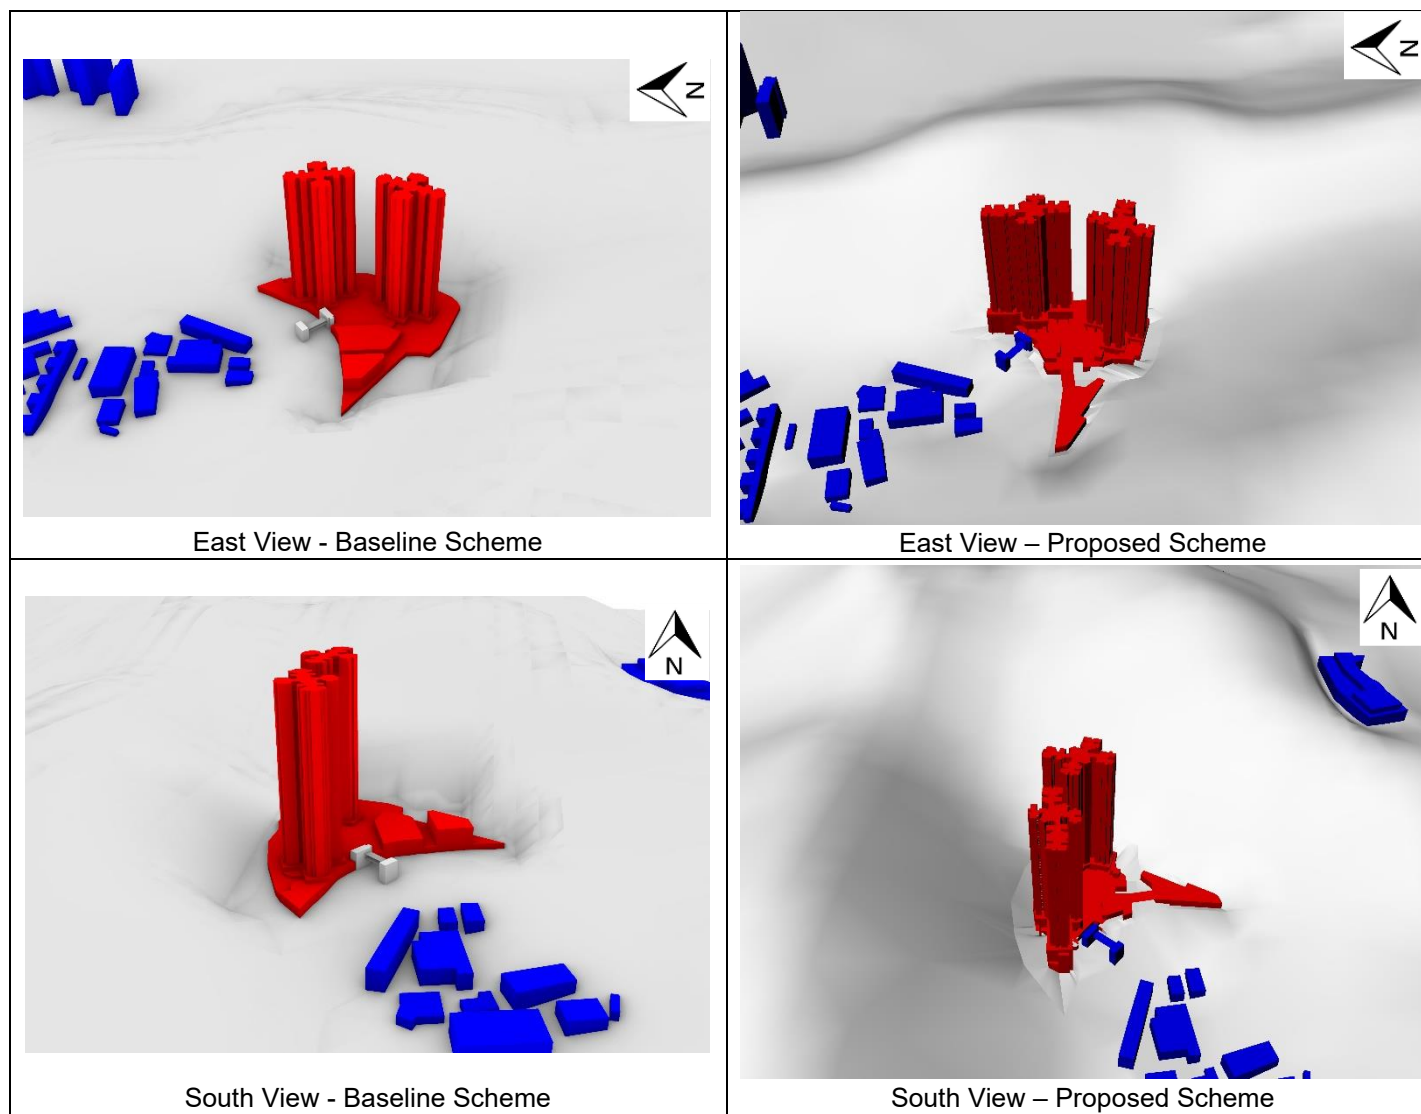 N
N
East View - Baseline Scheme
East View – Proposed Scheme
N
N
South View - Baseline Scheme
South View – Proposed Scheme